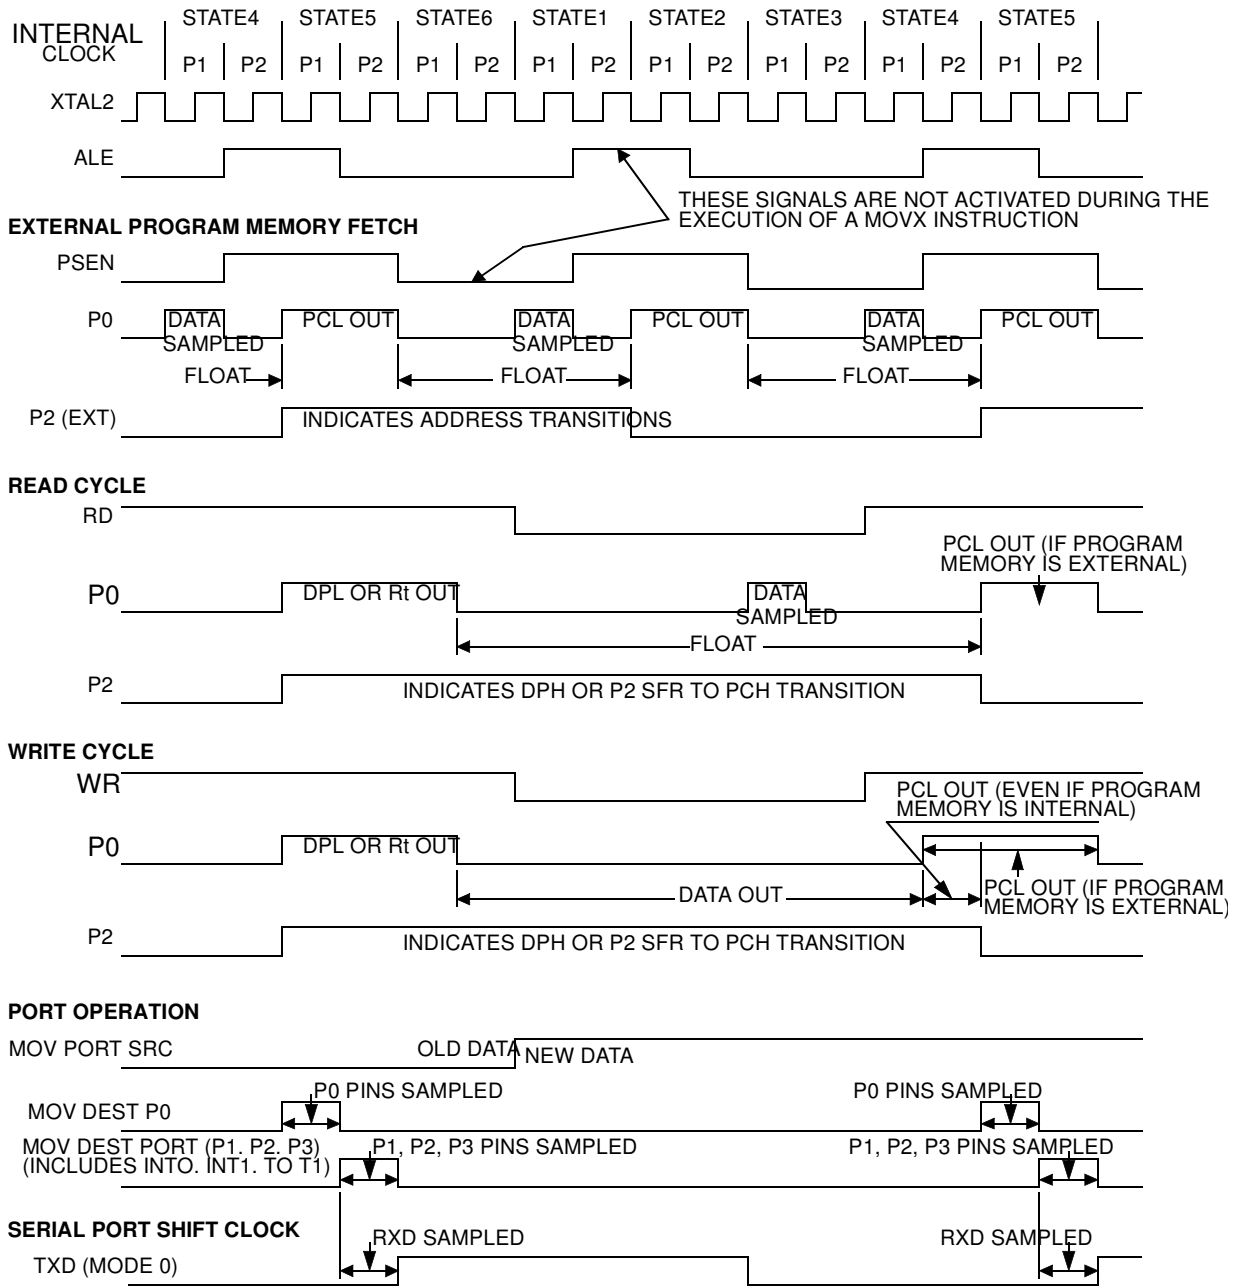 INTERNAL
CLOCK
STATE4 STATE5 STATE6 STATE1 STATE2 STATE3 STATE4 STATE5
P1 P2 P1 P2 P1 P2 P1 P2 P1 P2 P1 P2 P1 P2 P1 P2
XTAL2
ALE
THESE SIGNALS ARE NOT ACTIVATED DURING THE
EXECUTION OF A MOVX INSTRUCTION
EXTERNAL PROGRAM MEMORY FETCH
PSEN
P0 DATA PCL OUT DATA PCL OUT DATA PCL OUT
SAMPLED SAMPLED SAMPLED
FLOAT FLOAT FLOAT
P2 (EXT) INDICATES ADDRESS TRANSITIONS
READ CYCLE
RD
PCL OUT (IF PROGRAM
MEMORY IS EXTERNAL)
P0 DPL OR Rt OUT DATA
SAMPLED
FLOAT
P2 INDICATES DPH OR P2 SFR TO PCH TRANSITION
WRITE CYCLE
WR
PCL OUT (EVEN IF PROGRAM
MEMORY IS INTERNAL)
P0 DPL OR Rt OUT
DATA OUT
PCL OUT (IF PROGRAM
MEMORY IS EXTERNAL)
P2 INDICATES DPH OR P2 SFR TO PCH TRANSITION
PORT OPERATION
MOV PORT SRC OLD DATA NEW DATA
P0 PINS SAMPLED P0 PINS SAMPLED
MOV DEST P0
MOV DEST PORT (P1. P2. P3) P1, P2, P3 PINS SAMPLED P1, P2, P3 PINS SAMPLED
(INCLUDES INTO. INT1. TO T1)
SERIAL PORT SHIFT CLOCK
RXD SAMPLED RXD SAMPLED
TXD (MODE 0)